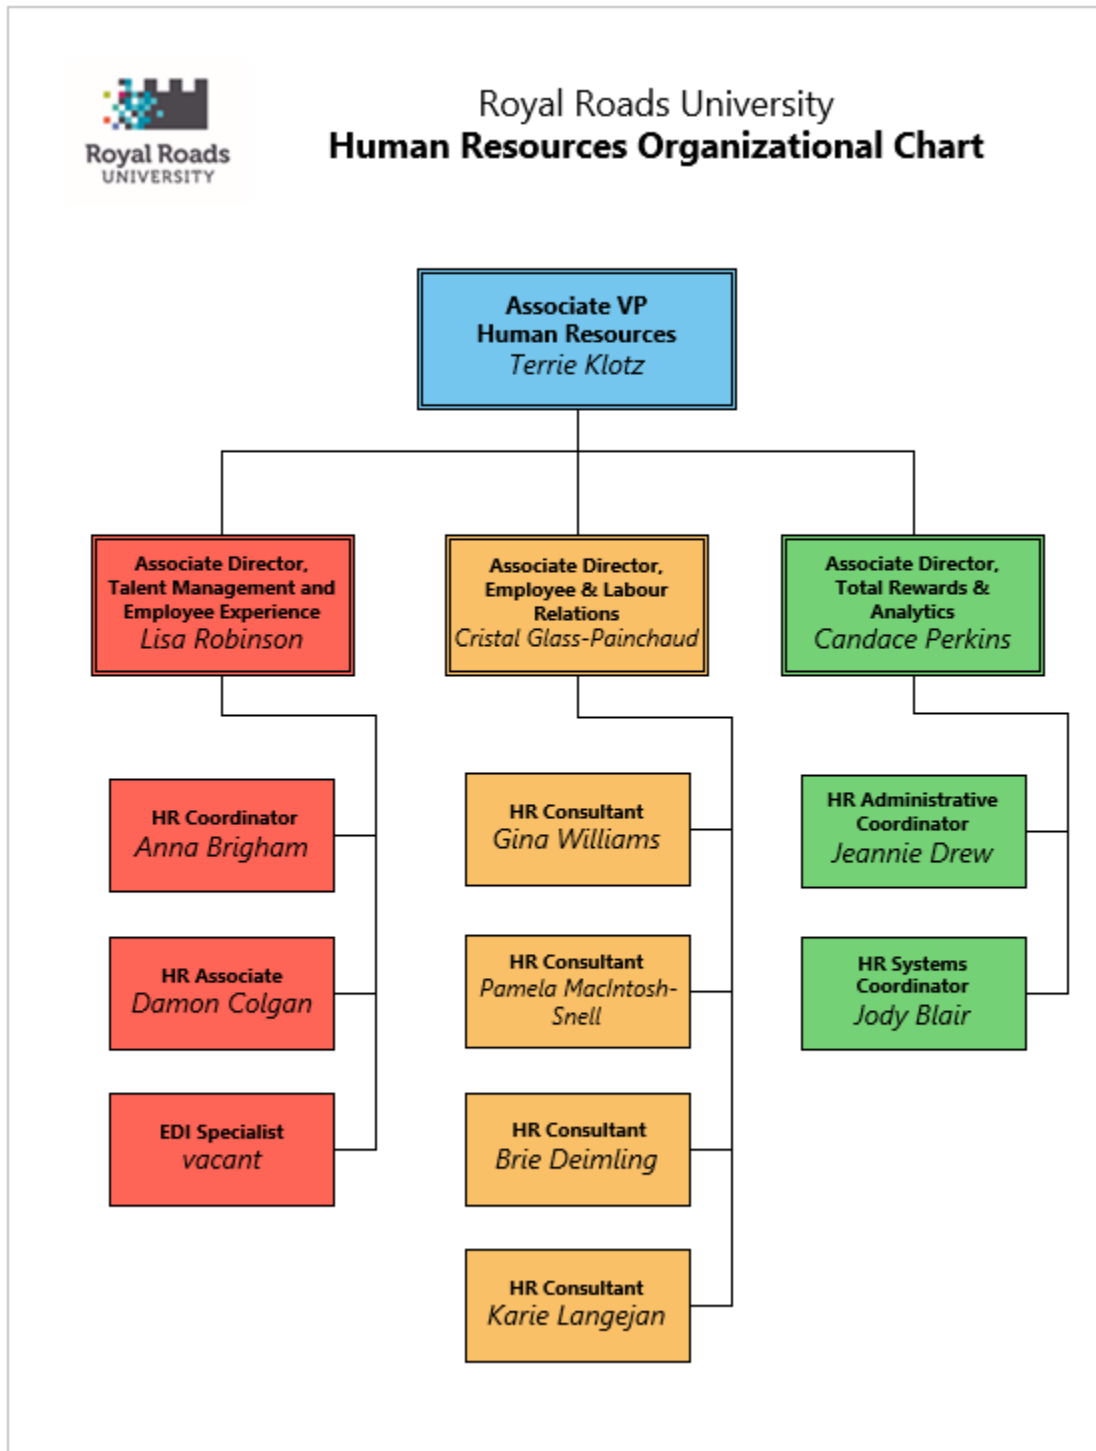 Royal Roads
UNIVERSITY
Royal Roads University
Human Resources Organizational Chart
Associate VP
Human Resources
Terrie Klotz
Associate Director,
Talent Management and
Employee Experience
Lisa Robinson
Associate Director,
Employee & Labour
Relations
Cristal Glass-Painchaud
Associate Director,
Total Rewards &
Analytics
Candace Perkins
HR Coordinator
Anna Brigham
HR Associate
Damon Colgan
EDI Specialist
vacant
HR Consultant
Gina Williams
HR Consultant
Pamela MacIntosh-
Snell
HR Consultant
Brie Deimling
HR Consultant
Karie Langejan
HR Administrative
Coordinator
Jeannie Drew
HR Systems
Coordinator
Jody Blair